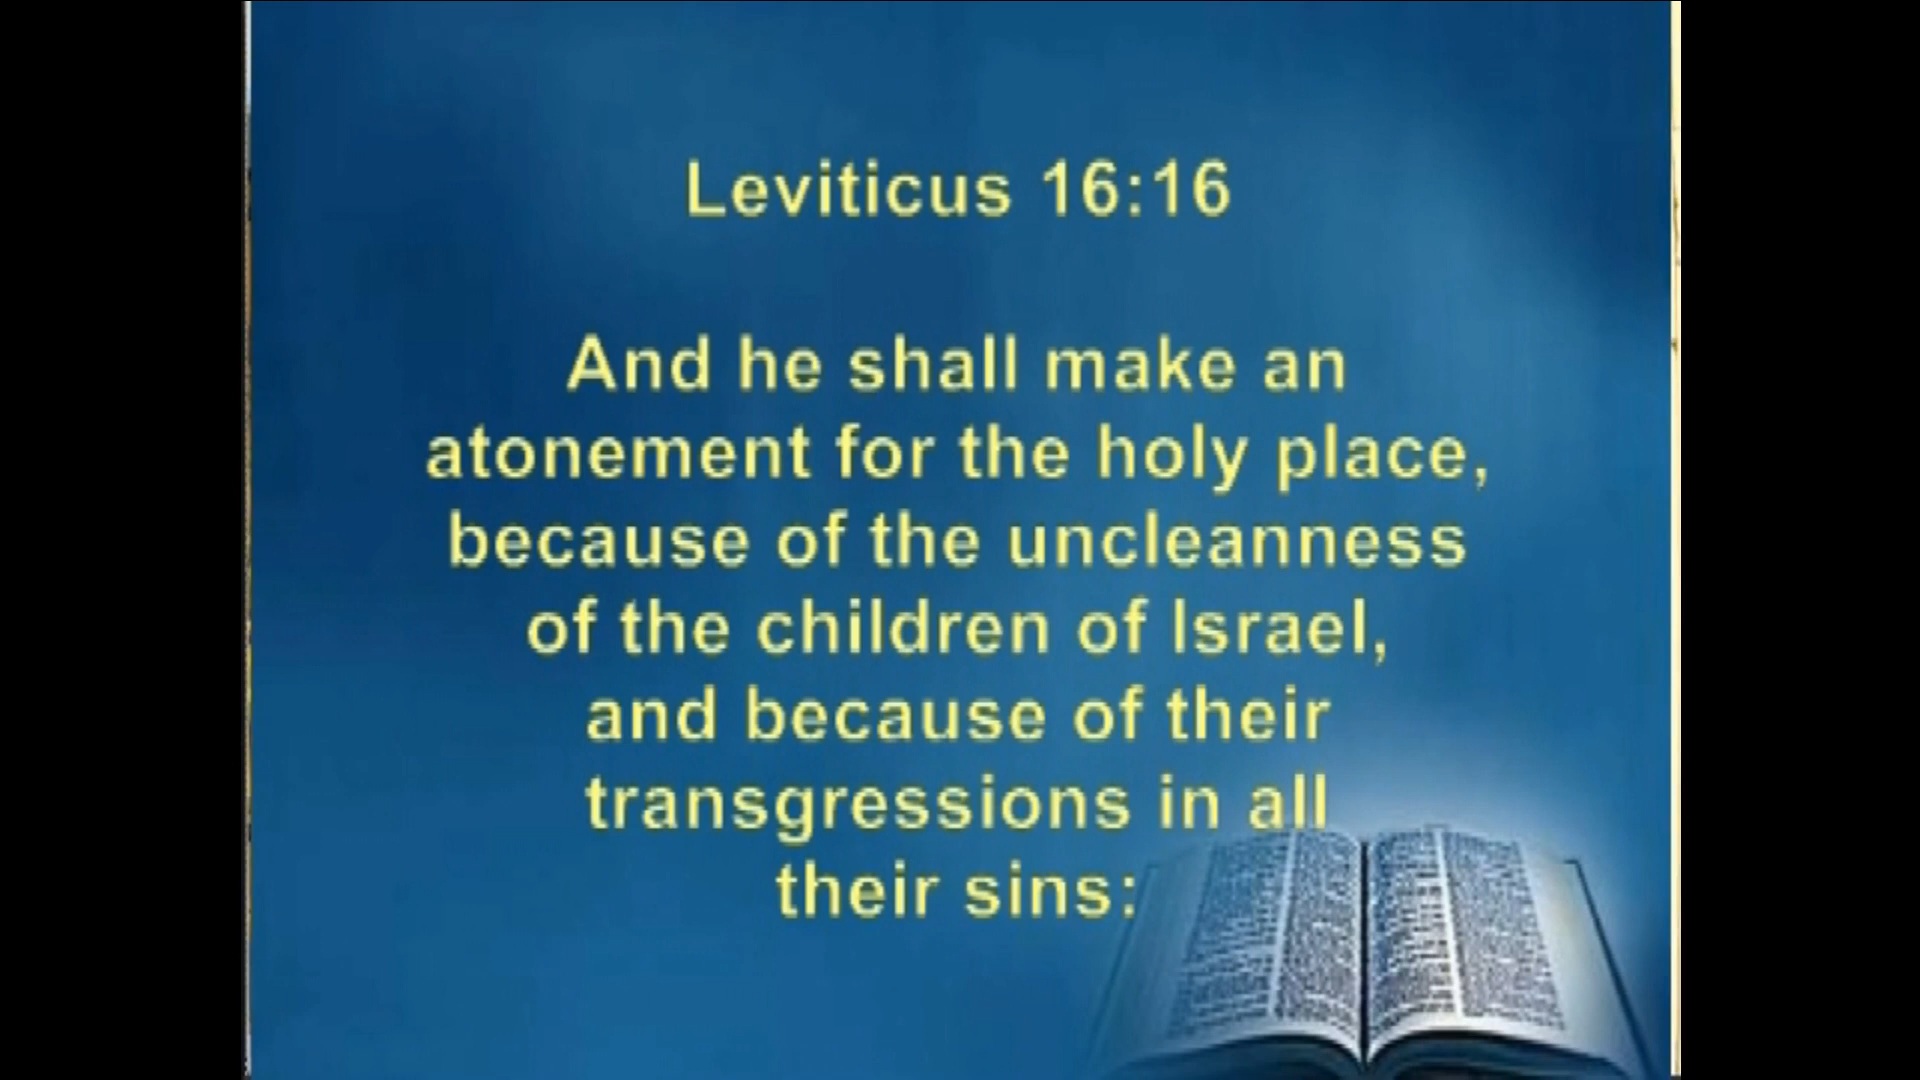 Leviticus 16:16
And he shall make an
atonement for the holy place,
because of the uncleanness
of the children of Israel,
and because of their
transgressions in all
their sins: